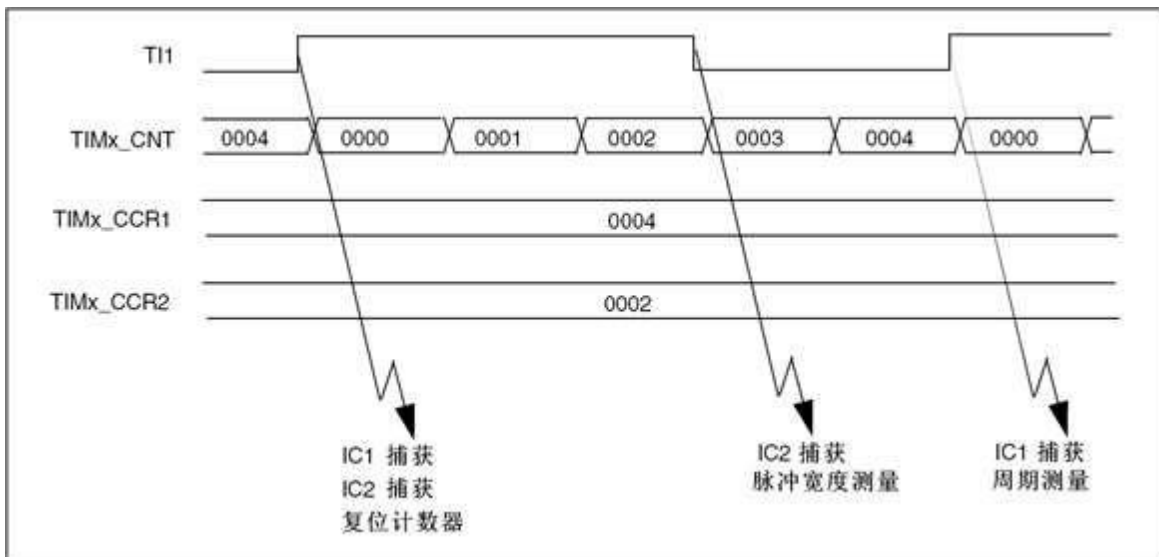 TI1
TIMx_CNT 0004 0000 0001 0002 0003 0004 0000
TIMx_CCR1 0004
TIMx_CCR2 0002
IC1 捕获
IC2 捕获
复位计数器
IC2 捕获
脉冲宽度测量
IC1 捕获
周期测量